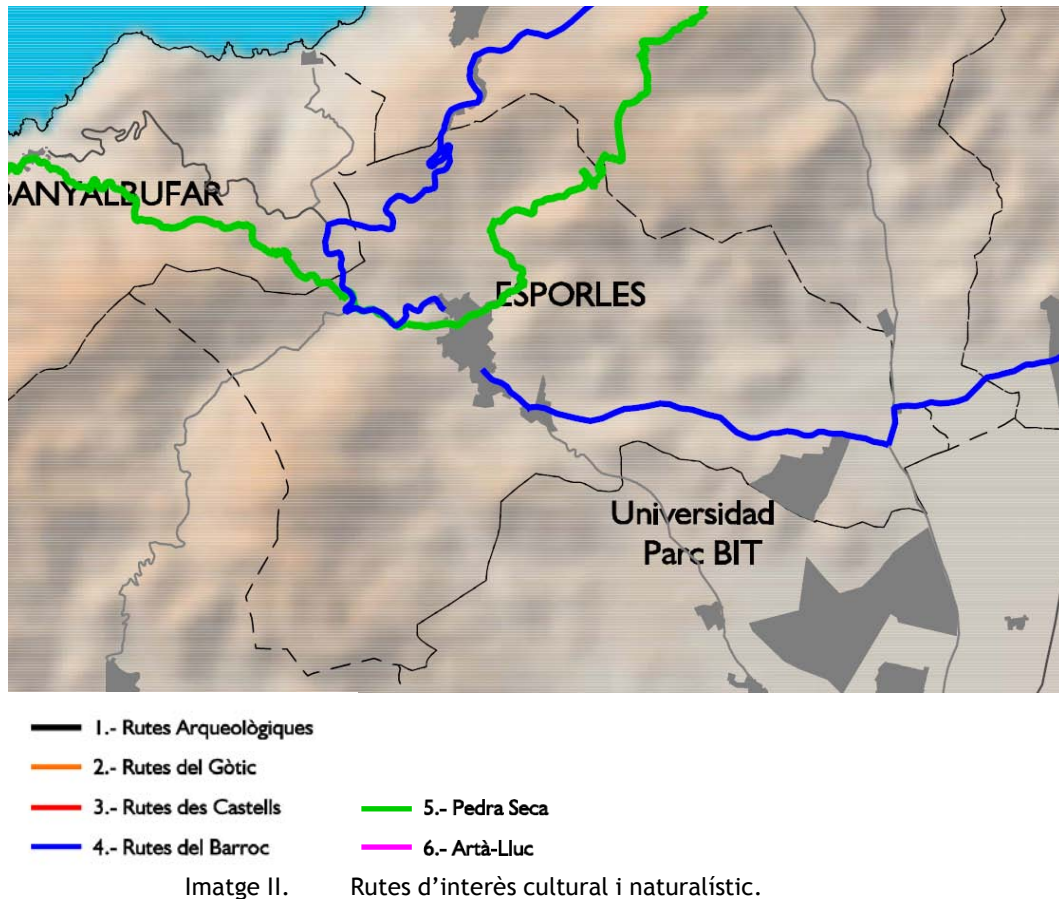 BANYALBUFAR
ESPORLES
Universidad
Parc BIT
1.- Rutes Arqueològiques
2.- Rutes del Gòtic
3.- Rutes des Castells
4.- Rutes del Barroc
5.- Pedra Seca
6.- Artà-Lluc
Imatge II. Rutes d'interès cultural i naturalístic.